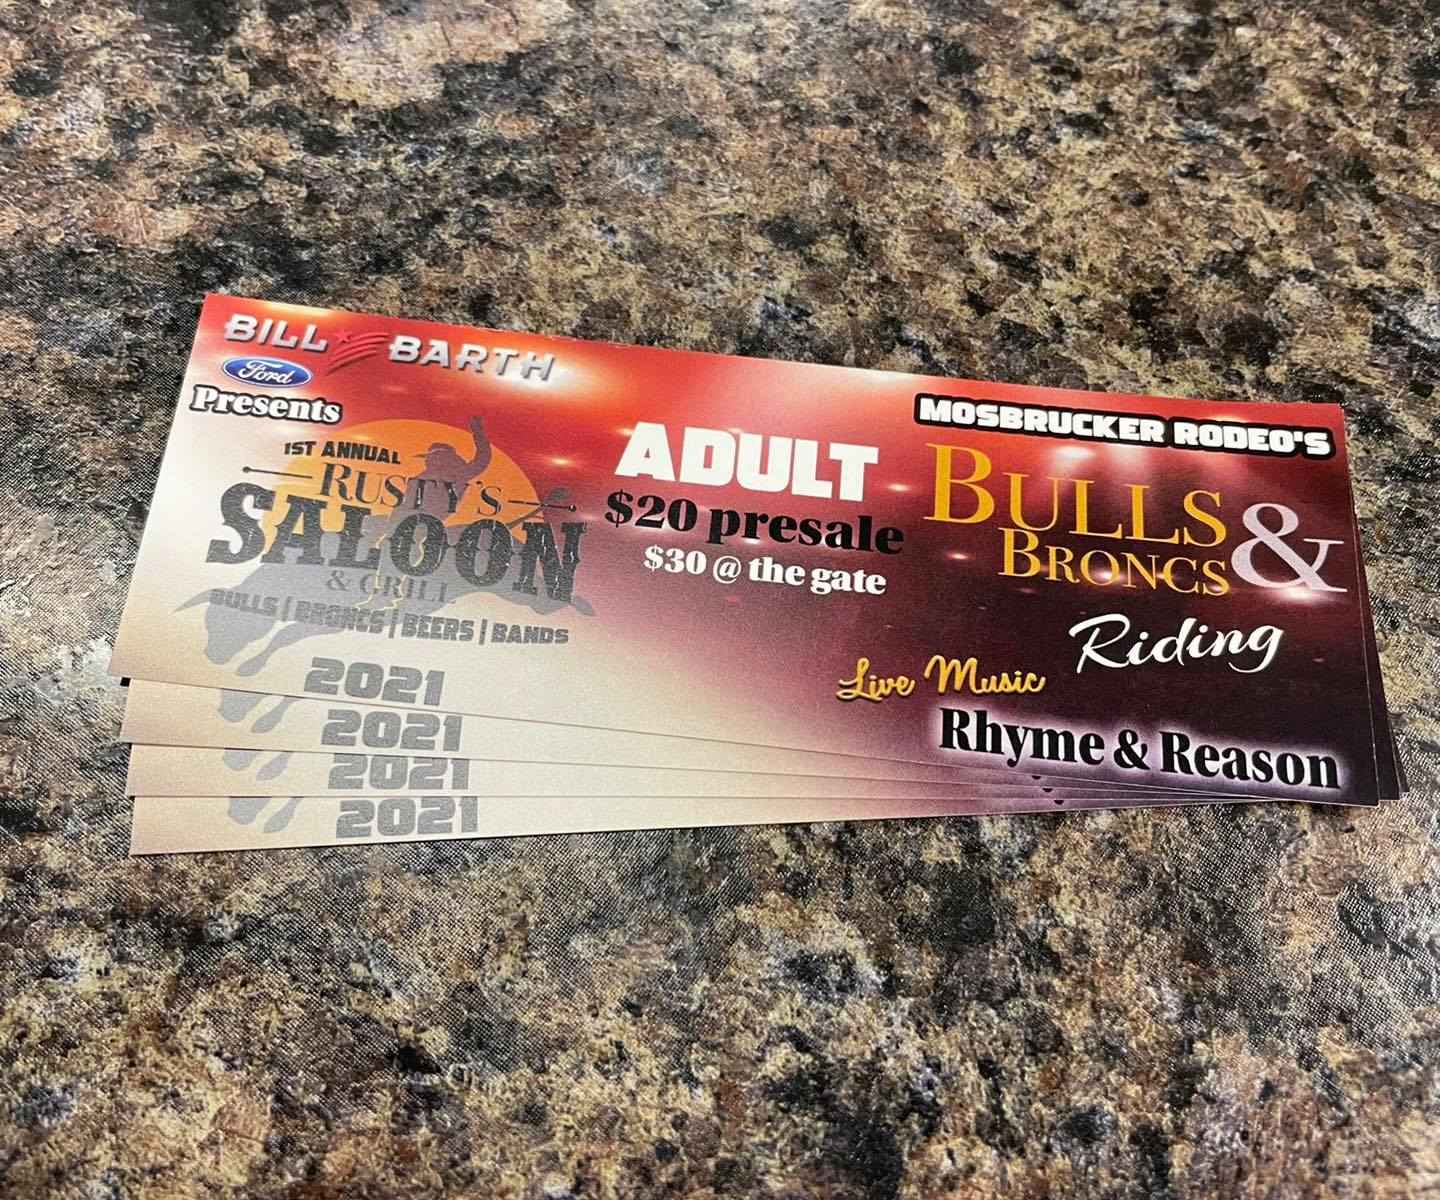 BILL BARTH
Ford
Presents
1ST ANNUAL
RUSTY'S
SALOON
& GRILL
BULLS | BRONCS | BEERS | BANDS
2021
2021
2021
2021
ADULT
$20 presale
$30 @ the gate
MOSBRUCKER RODEO'S
BULLS &
BRONCS
Riding
Live Music
Rhyme & Reason